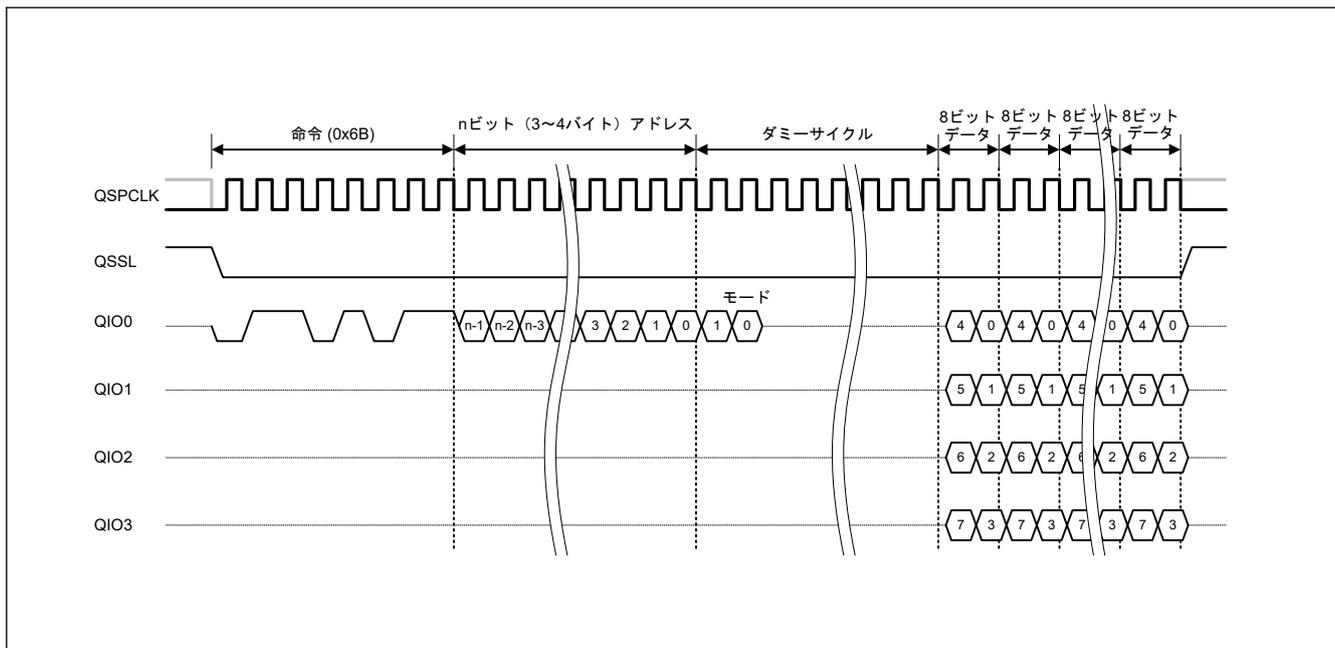 命令 (0x6B)
nビット（3～4バイト）アドレス
ダミーサイクル
8ビット
データ
8ビット
データ
8ビット
データ
8ビット
データ
QSPCLK
QSSL
モード
QIO0
n-1 n-2 n-3 3 2 1 0 1 0 4 0 4 0 4 0 4 0
QIO1
5 1 5 1 5 1 5 1
QIO2
6 2 6 2 6 2 6 2
QIO3
7 3 7 3 7 3 7 3